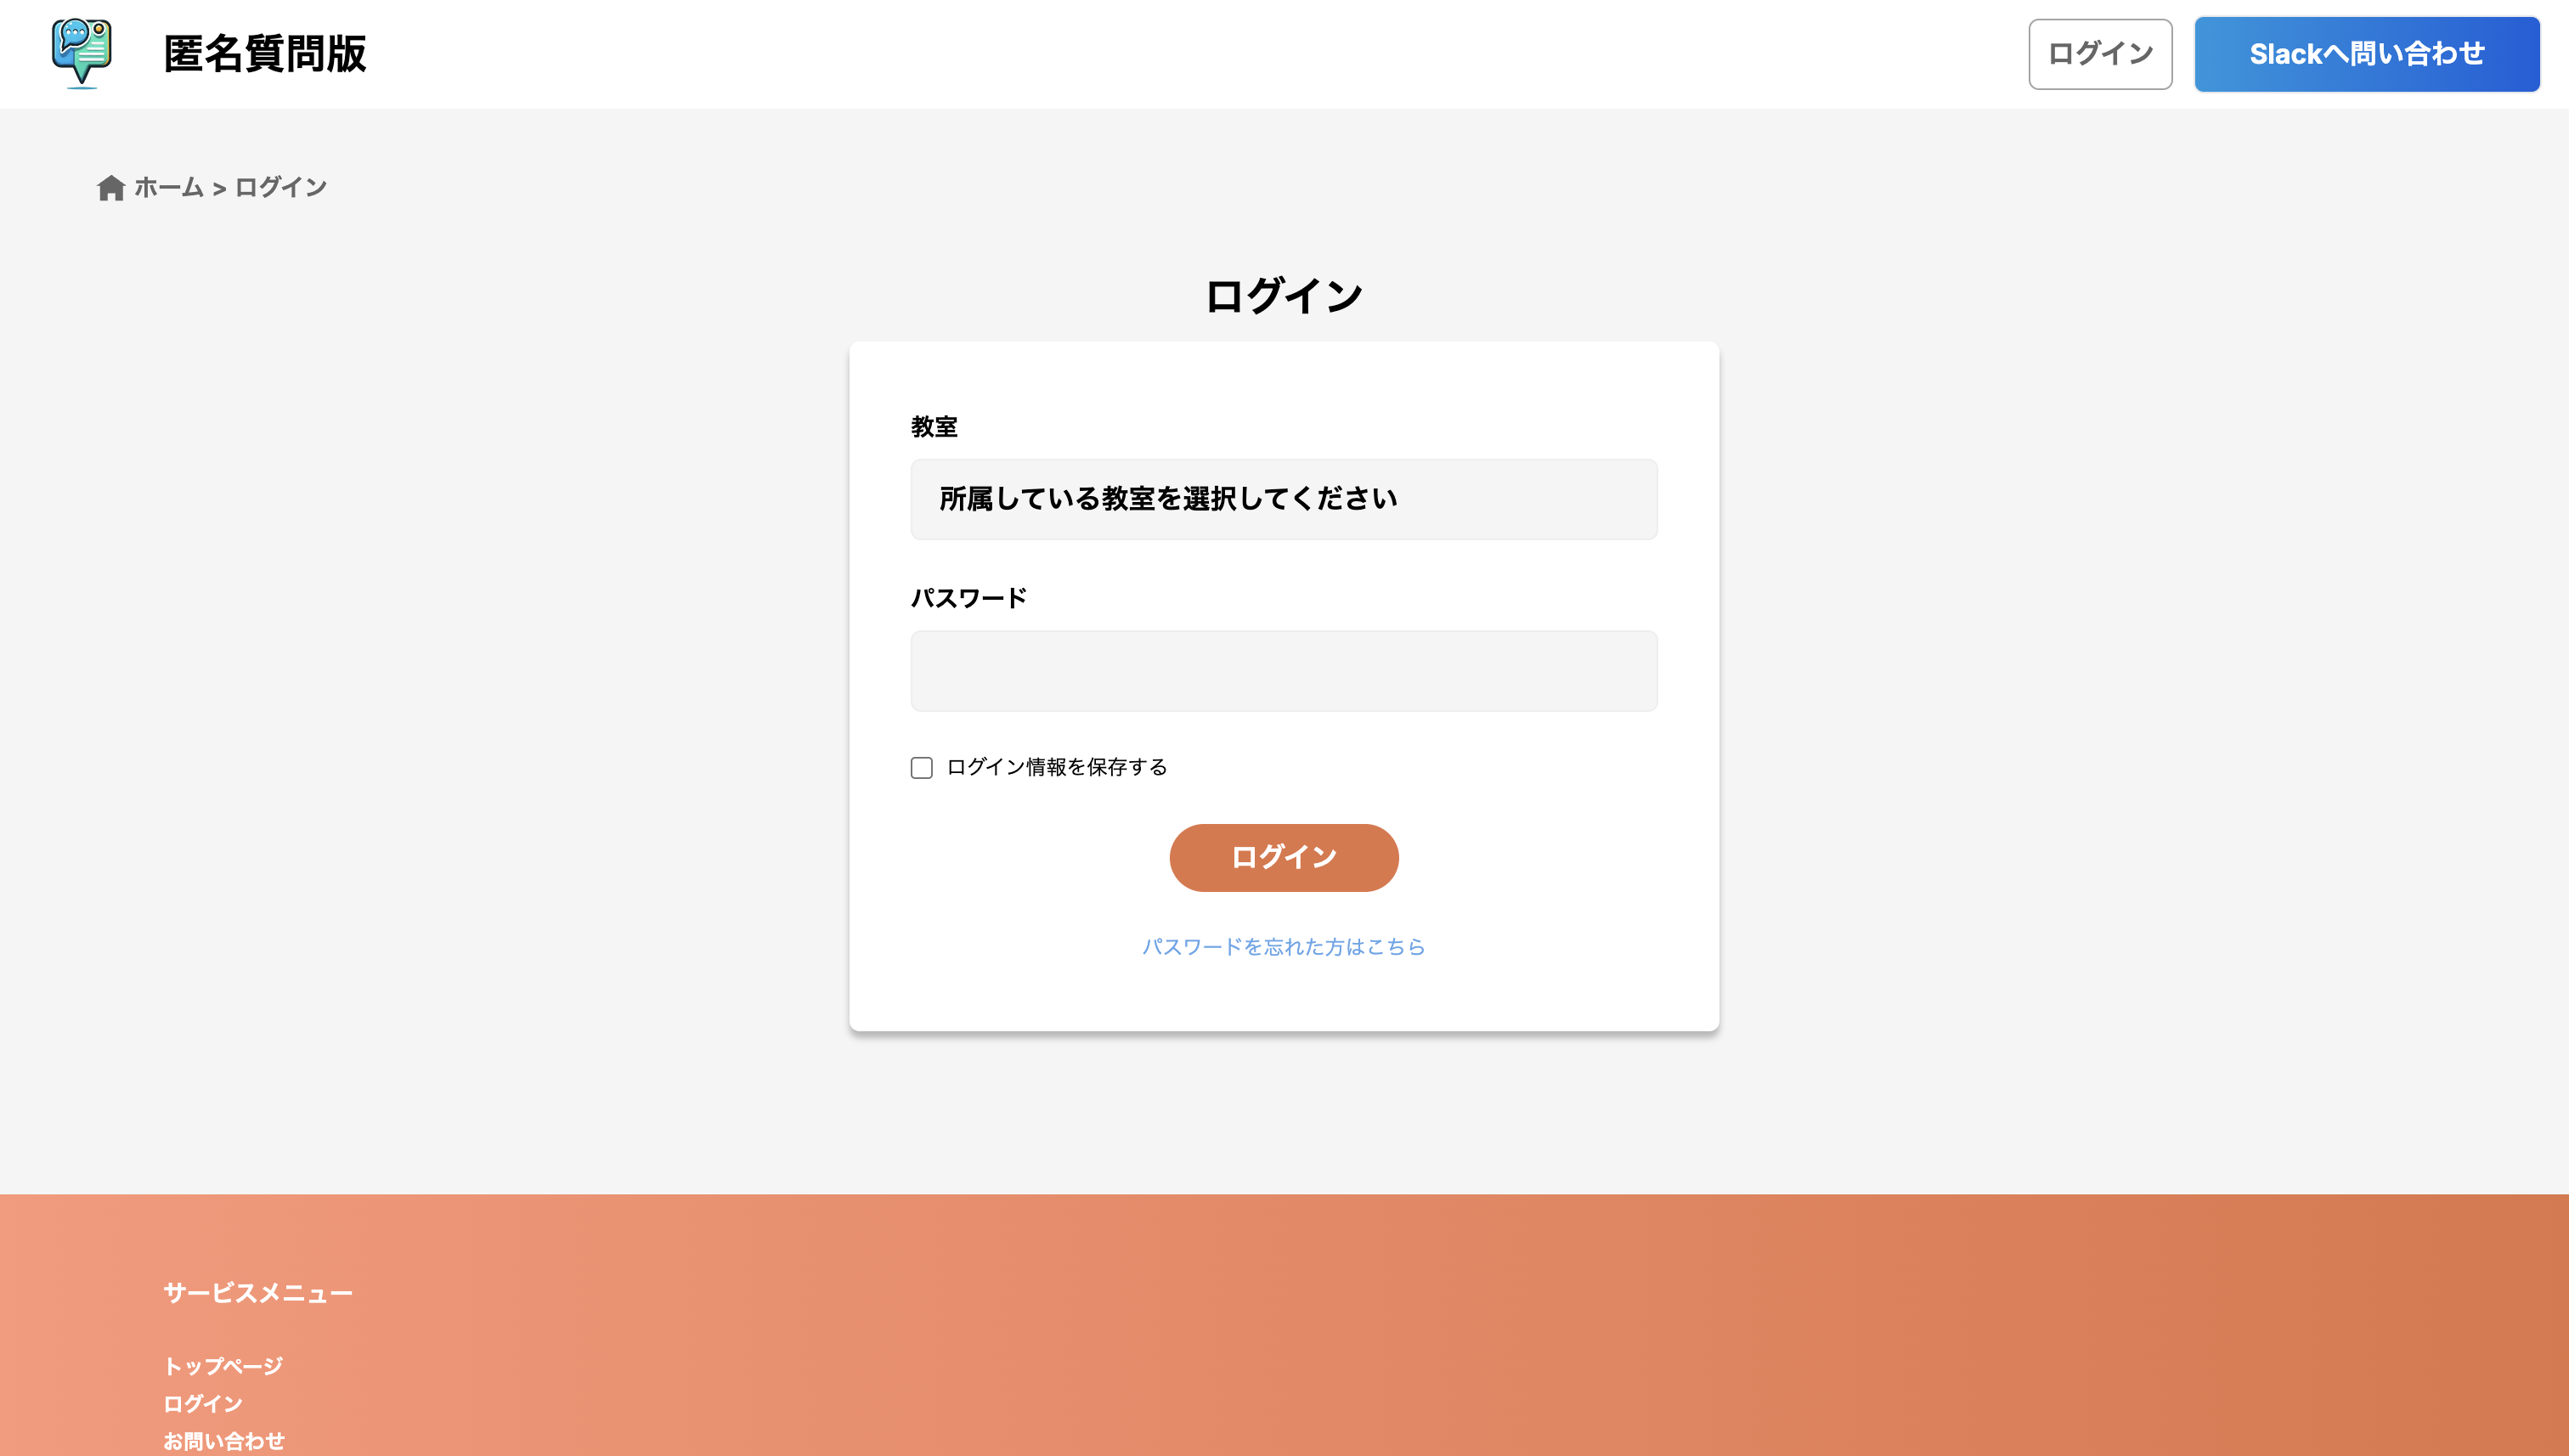 匿名質問版
ログイン
Slackへ問い合わせ
ホーム > ログイン
ログイン
教室
所属している教室を選択してください
パスワード
ログイン情報を保存する
ログイン
パスワードを忘れた方はこちら
サービスメニュー
トップページ
ログイン
お問い合わせ